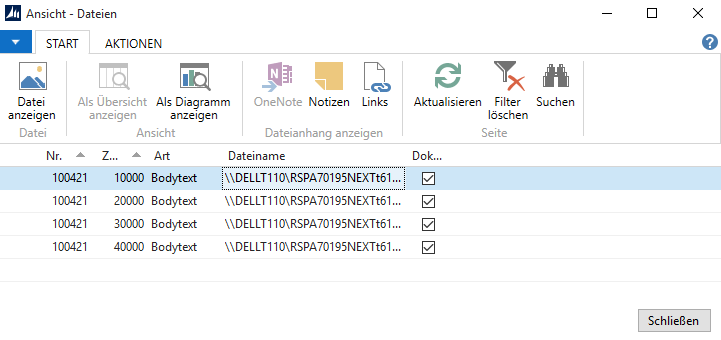 Ansicht - Dateien
START AKTIONEN
?
Datei anzeigen
Als Übersicht anzeigen
Als Diagramm anzeigen
OneNote
Notizen
Links
Aktualisieren
Filter löschen
Suchen
Datei
Ansicht
Dateianhang anzeigen
Seite
Nr. Z... Art Dateiname Dok...
100421 10000 Bodytext \\DELLT110\RSPA70195NEXTt61...
100421 20000 Bodytext \\DELLT110\RSPA70195NEXTt61...
100421 30000 Bodytext \\DELLT110\RSPA70195NEXTt61...
100421 40000 Bodytext \\DELLT110\RSPA70195NEXTt61...
Schließen